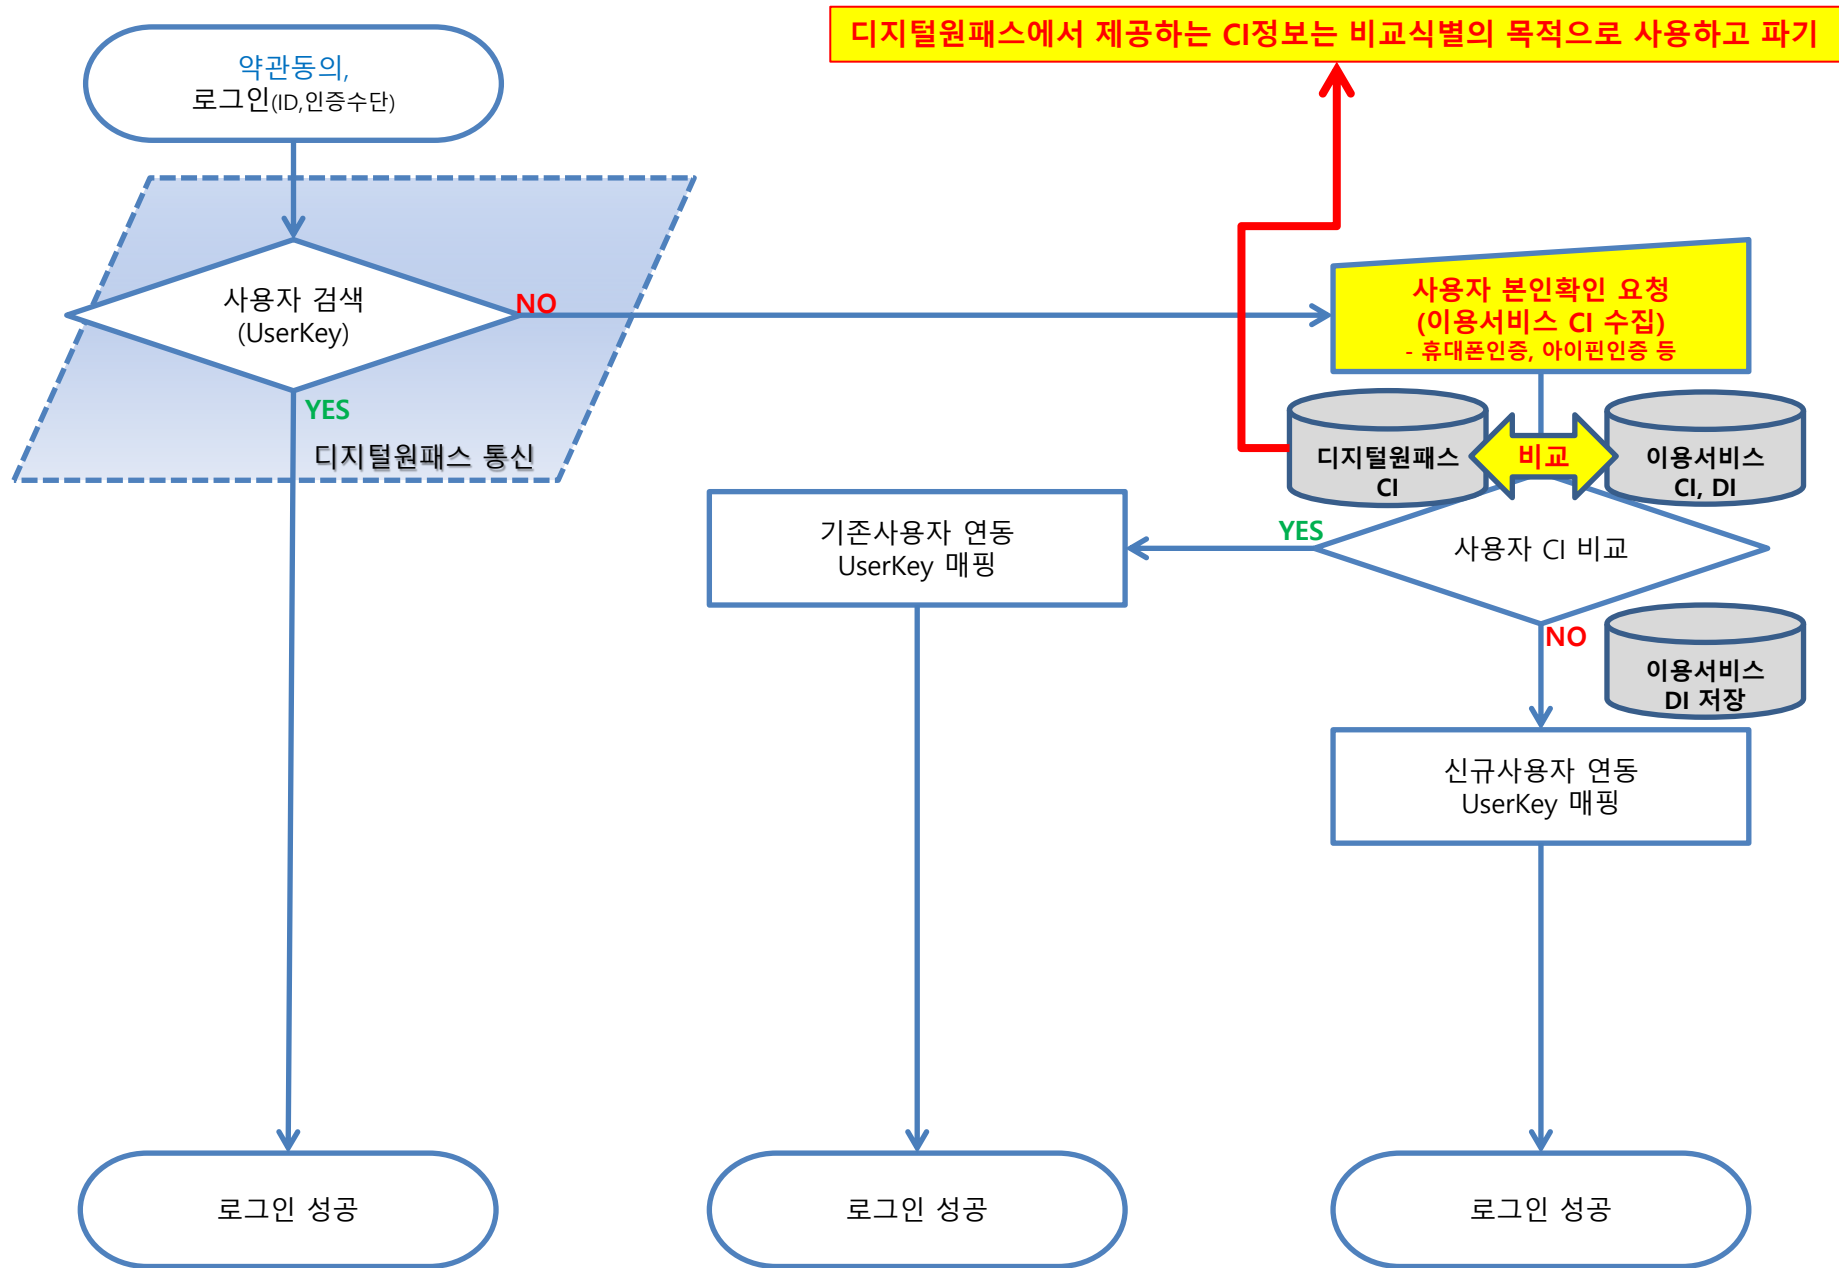 디지털원패스에서 제공하는 CI정보는 비교식별의 목적으로 사용하고 파기
약관동의,
로그인(ID,인증수단)
사용자 검색
(UserKey)
NO
YES
디지털원패스 통신
사용자 본인확인 요청
(이용서비스 CI 수집)
- 휴대폰인증, 아이핀인증 등
디지털원패스
CI
비교
이용서비스
CI, DI
사용자 CI 비교
YES
기존사용자 연동
UserKey 매핑
NO
이용서비스
DI 저장
신규사용자 연동
UserKey 매핑
로그인 성공
로그인 성공
로그인 성공